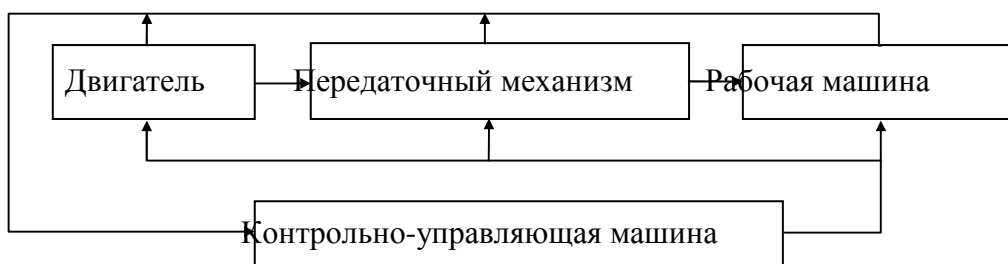 Двигатель
Передаточный механизм
Рабочая машина
Контрольно-управляющая машина